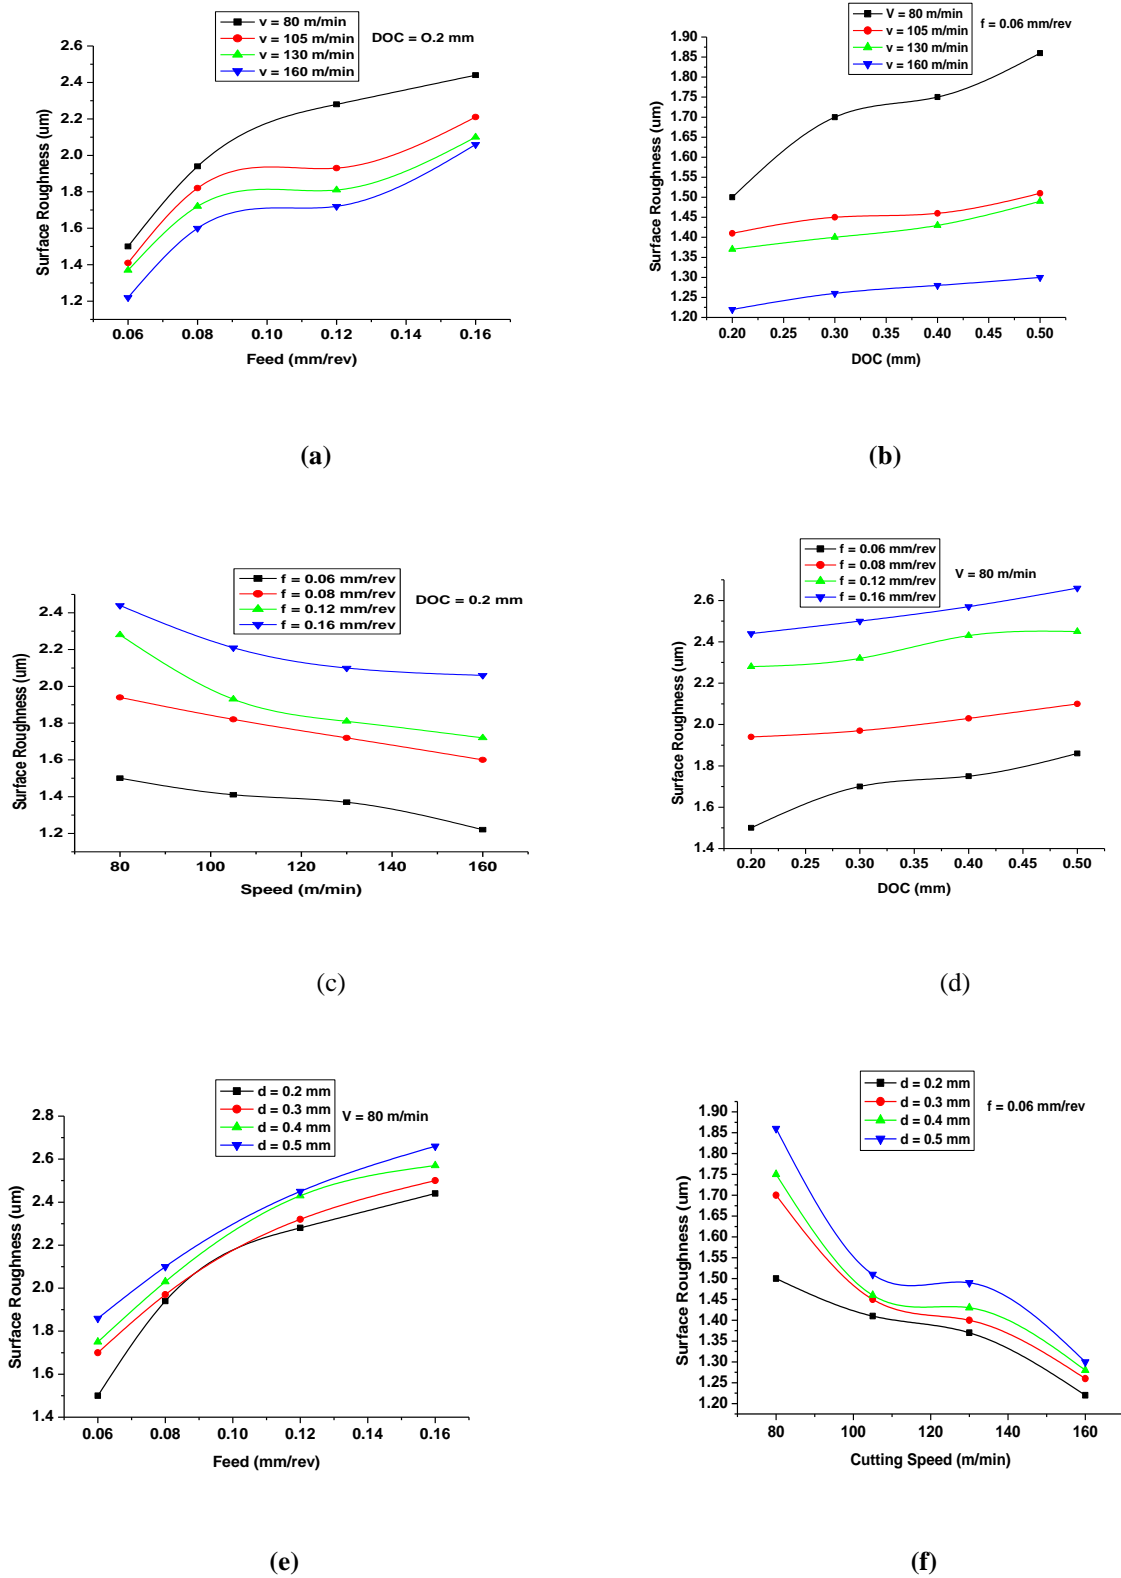 v = 80 m/min
v = 105 m/min
v = 130 m/min
v = 160 m/min
DOC = O.2 mm
2.6
2.4
2.2
2.0
1.8
1.6
1.4
1.2
Surface Roughness (um)
0.06 0.08 0.10 0.12 0.14 0.16
Feed (mm/rev)
(a)
V = 80 m/min
v = 105 m/min
v = 130 m/min
v = 160 m/min
f = 0.06 mm/rev
1.90
1.85
1.80
1.75
1.70
1.65
1.60
1.55
1.50
1.45
1.40
1.35
1.30
1.25
1.20
Surface Roughness (um)
0.20 0.25 0.30 0.35 0.40 0.45 0.50
DOC (mm)
(b)
f = 0.06 mm/rev
f = 0.08 mm/rev
f = 0.12 mm/rev
f = 0.16 mm/rev
DOC = 0.2 mm
2.4
2.2
2.0
1.8
1.6
1.4
1.2
Surface Roughness (um)
80 100 120 140 160
Speed (m/min)
(c)
f = 0.06 mm/rev
f = 0.08 mm/rev
f = 0.12 mm/rev
f = 0.16 mm/rev
V = 80 m/min
2.6
2.4
2.2
2.0
1.8
1.6
1.4
Surface Roughness (um)
0.20 0.25 0.30 0.35 0.40 0.45 0.50
DOC (mm)
(d)
d = 0.2 mm
d = 0.3 mm
d = 0.4 mm
d = 0.5 mm
V = 80 m/min
2.8
2.6
2.4
2.2
2.0
1.8
1.6
1.4
Surface Roughness (um)
0.06 0.08 0.10 0.12 0.14 0.16
Feed (mm/rev)
(e)
d = 0.2 mm
d = 0.3 mm
d = 0.4 mm
d = 0.5 mm
f = 0.06 mm/rev
1.90
1.85
1.80
1.75
1.70
1.65
1.60
1.55
1.50
1.45
1.40
1.35
1.30
1.25
1.20
Surface Roughness (um)
80 100 120 140 160
Cutting Speed (m/min)
(f)